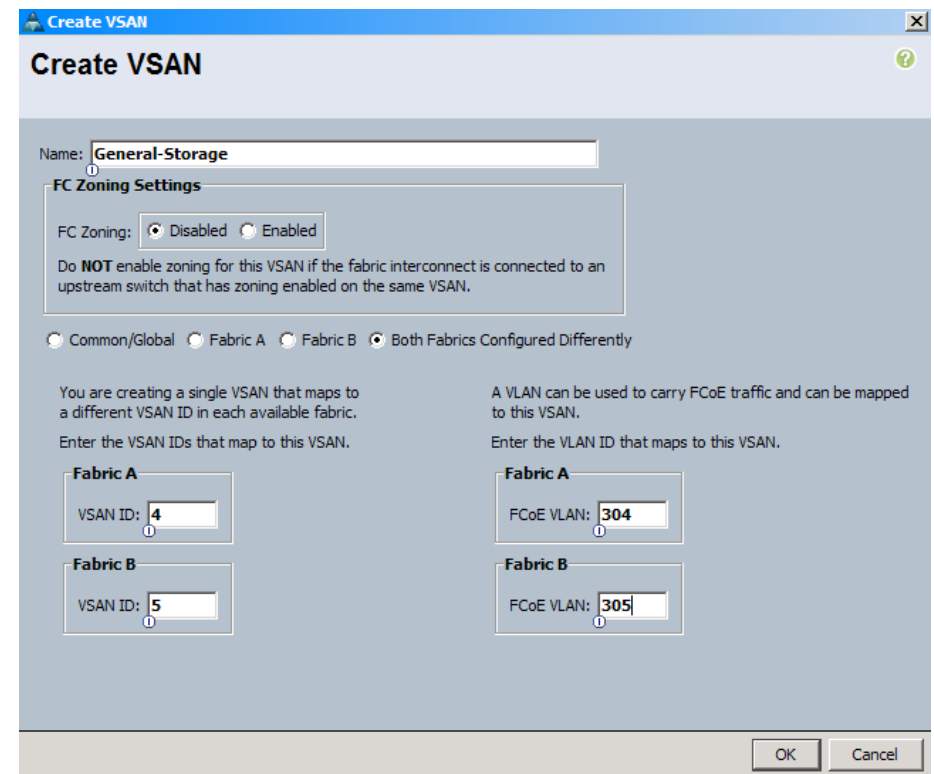 Create VSAN
Create VSAN
Name: General-Storage
FC Zoning Settings
FC Zoning: Disabled Enabled
Do NOT enable zoning for this VSAN if the fabric interconnect is connected to an
upstream switch that has zoning enabled on the same VSAN.
Common/Global Fabric A Fabric B Both Fabrics Configured Differently
You are creating a single VSAN that maps to
a different VSAN ID in each available fabric.
Enter the VSAN IDs that map to this VSAN.
Fabric A
VSAN ID: 4
Fabric B
VSAN ID: 5
A VLAN can be used to carry FCoE traffic and can be mapped
to this VSAN.
Enter the VLAN ID that maps to this VSAN.
Fabric A
FCoE VLAN: 304
Fabric B
FCoE VLAN: 305
OK Cancel